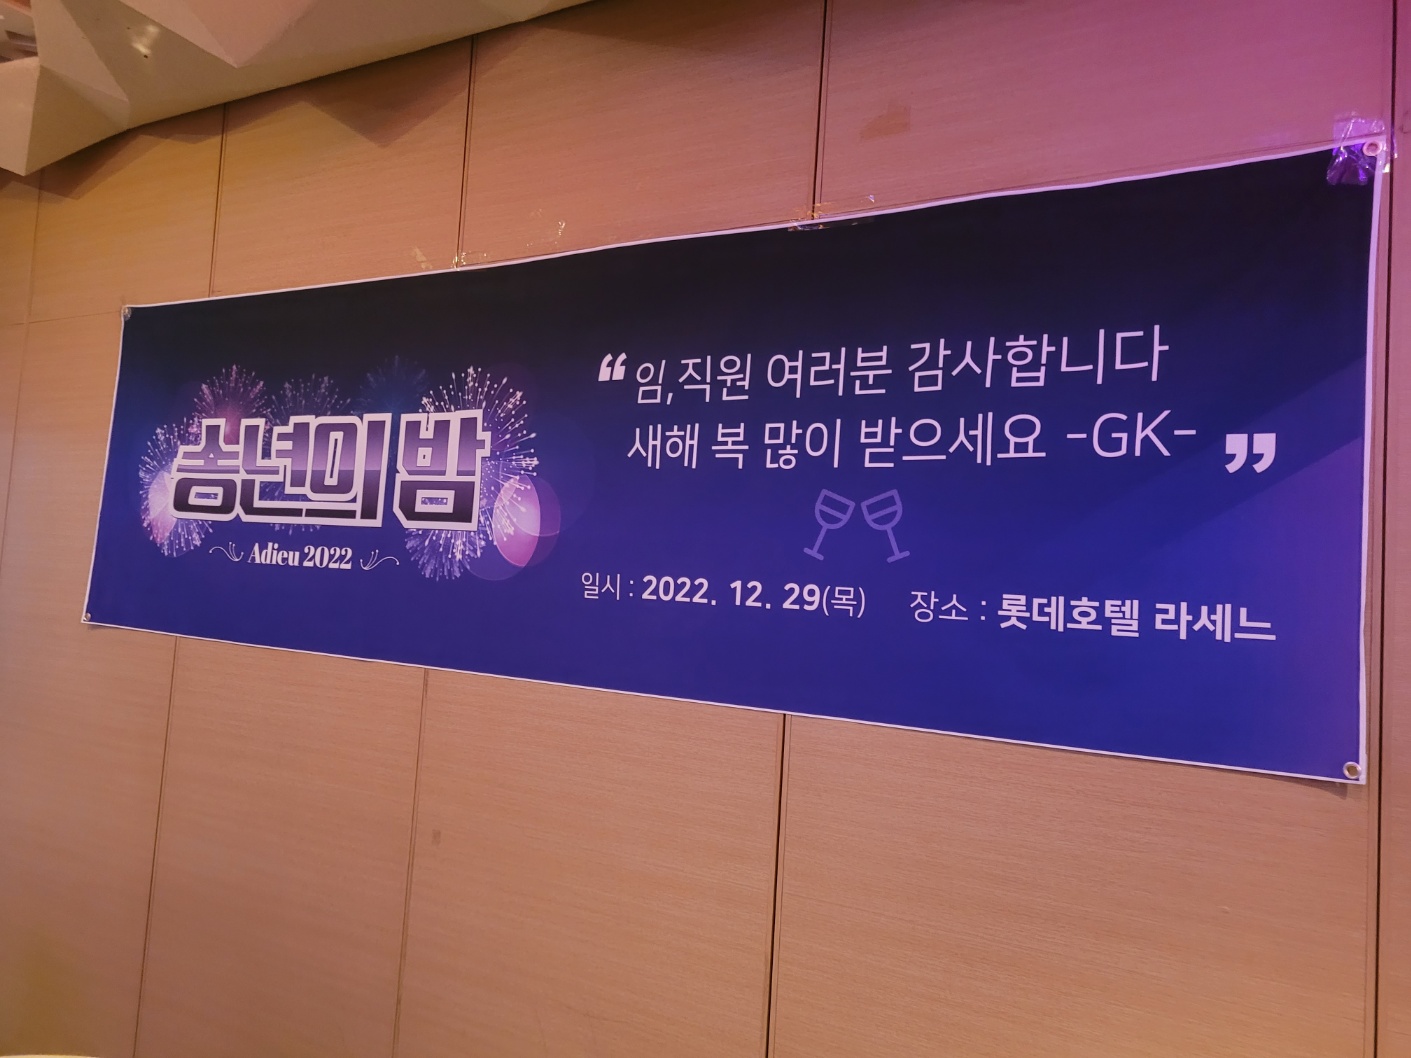 송년의 밤
Adieu 2022
“임,직원 여러분 감사합니다
새해 복 많이 받으세요 -GK- ”
일시 : 2022. 12. 29(목) 장소 : 롯데호텔 라세느